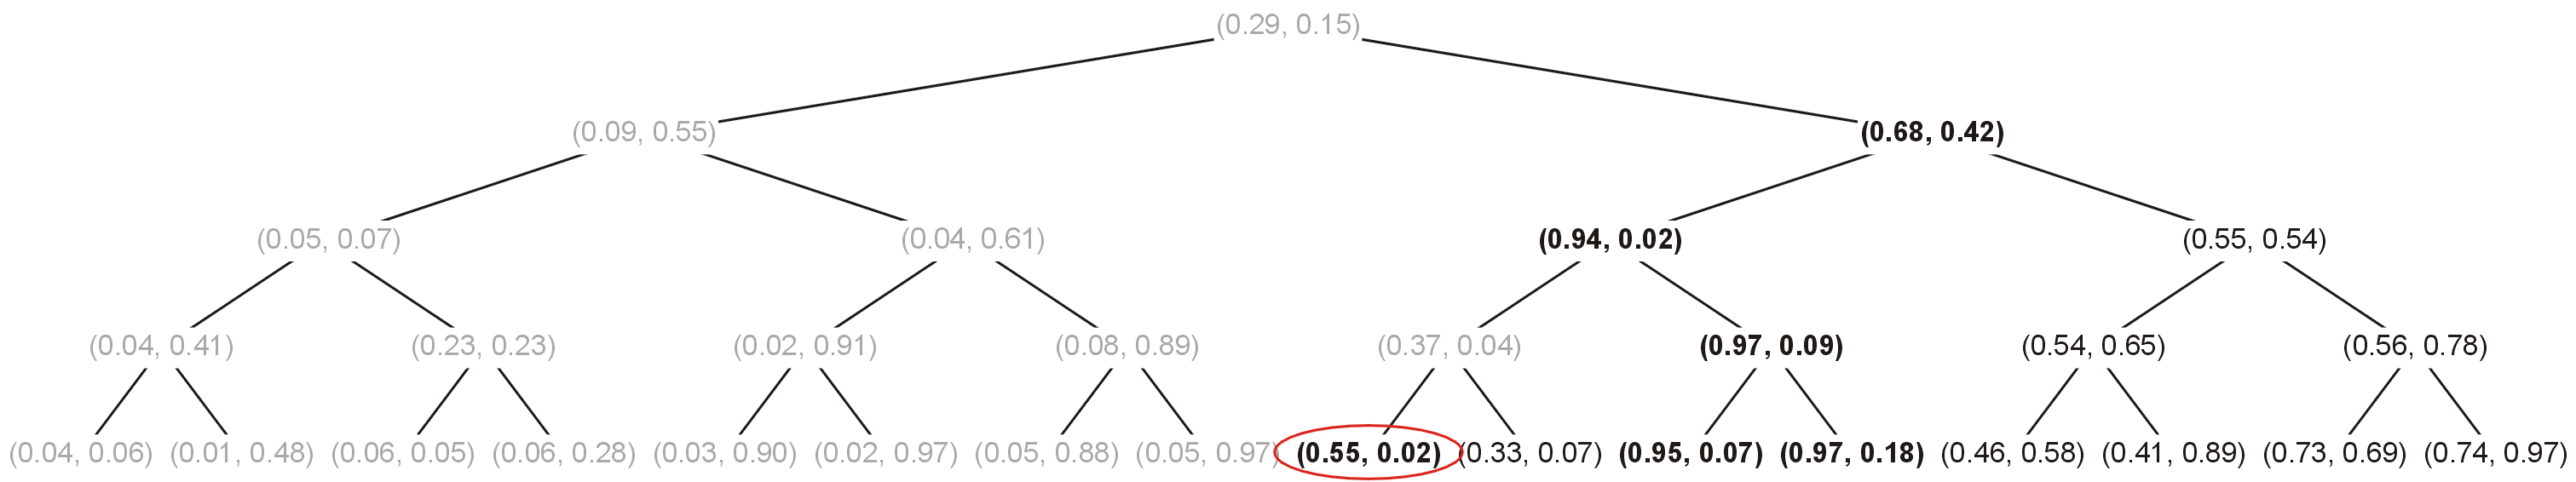 (0.29, 0.15)
(0.09, 0.55) (0.68, 0.42)
(0.05, 0.07) (0.04, 0.61) (0.94, 0.02) (0.55, 0.54)
(0.04, 0.41) (0.23, 0.23) (0.02, 0.91) (0.08, 0.89) (0.37, 0.04) (0.97, 0.09) (0.54, 0.65) (0.56, 0.78)
(0.04, 0.06) (0.01, 0.48) (0.06, 0.05) (0.06, 0.28) (0.03, 0.90) (0.02, 0.97) (0.05, 0.88) (0.05, 0.97) (0.55, 0.02) (0.33, 0.07) (0.95, 0.07) (0.97, 0.18) (0.46, 0.58) (0.41, 0.89) (0.73, 0.69) (0.74, 0.97)